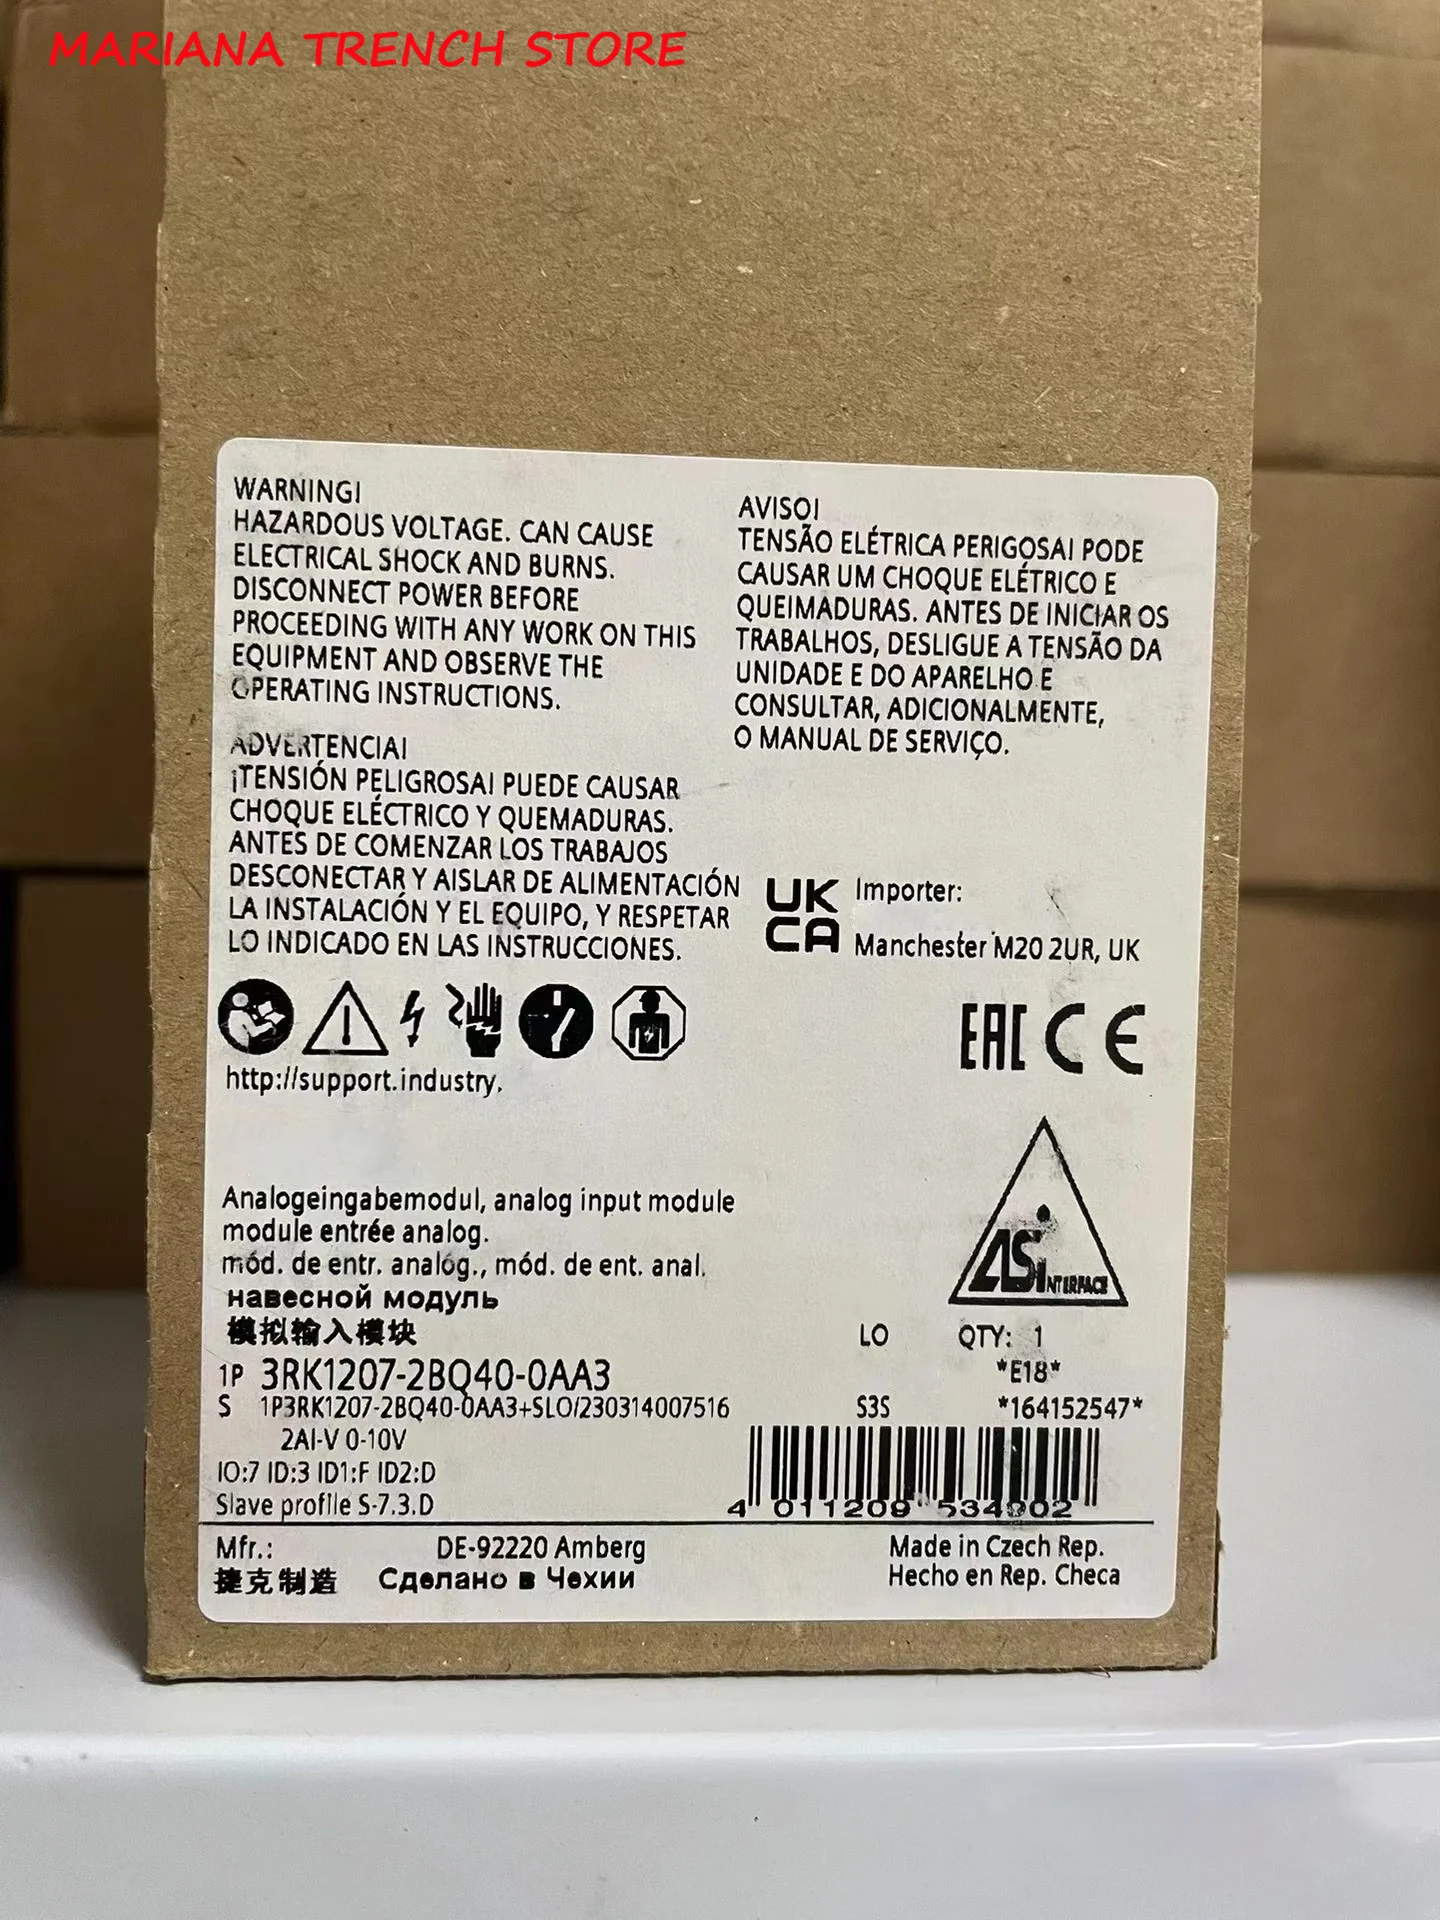 MARIANA TRENCH STORE
WARNING!
HAZARDOUS VOLTAGE. CAN CAUSE
ELECTRICAL SHOCK AND BURNS.
DISCONNECT POWER BEFORE
PROCEEDING WITH ANY WORK ON THIS
EQUIPMENT AND OBSERVE THE
OPERATING INSTRUCTIONS.
ADVERTENCIA!
¡TENSIÓN PELIGROSA! PUEDE CAUSAR
CHOQUE ELÉCTRICO Y QUEMADURAS.
ANTES DE COMENZAR LOS TRABAJOS
DESCONECTAR Y AISLAR DE ALIMENTACIÓN
LA INSTALACIÓN Y EL EQUIPO, Y RESPETAR
LO INDICADO EN LAS INSTRUCCIONES.
AVISO!
TENSÃO ELÉTRICA PERIGOSA! PODE
CAUSAR UM CHOQUE ELÉTRICO E
QUEIMADURAS. ANTES DE INICIAR OS
TRABALHOS, DESLIGUE A TENSÃO DA
UNIDADE E DO APARELHO E
CONSULTAR, ADICIONALMENTE,
O MANUAL DE SERVIÇO.
UK
CA
Importer:
Manchester M20 2UR, UK
EAC CE
http://support.industry.
AS INTERFACE
Analogeingabemodul, analog input module
module entrée analog.
mód. de entr. analóg., mód. de ent. anal.
навесной модуль
模拟输入模块
LO QTY: 1
1P 3RK1207-2BQ40-0AA3 *E18*
S 1P3RK1207-2BQ40-0AA3+SLO/230314007516 S3S *164152547*
2AI-V 0-10V
IO:7 ID:3 ID1:F ID2:D
Slave profile S-7.3.D
4 011209 534902
Mfr.: DE-92220 Amberg Made in Czech Rep.
捷克制造 Сделано в Чехии Hecho en Rep. Checa